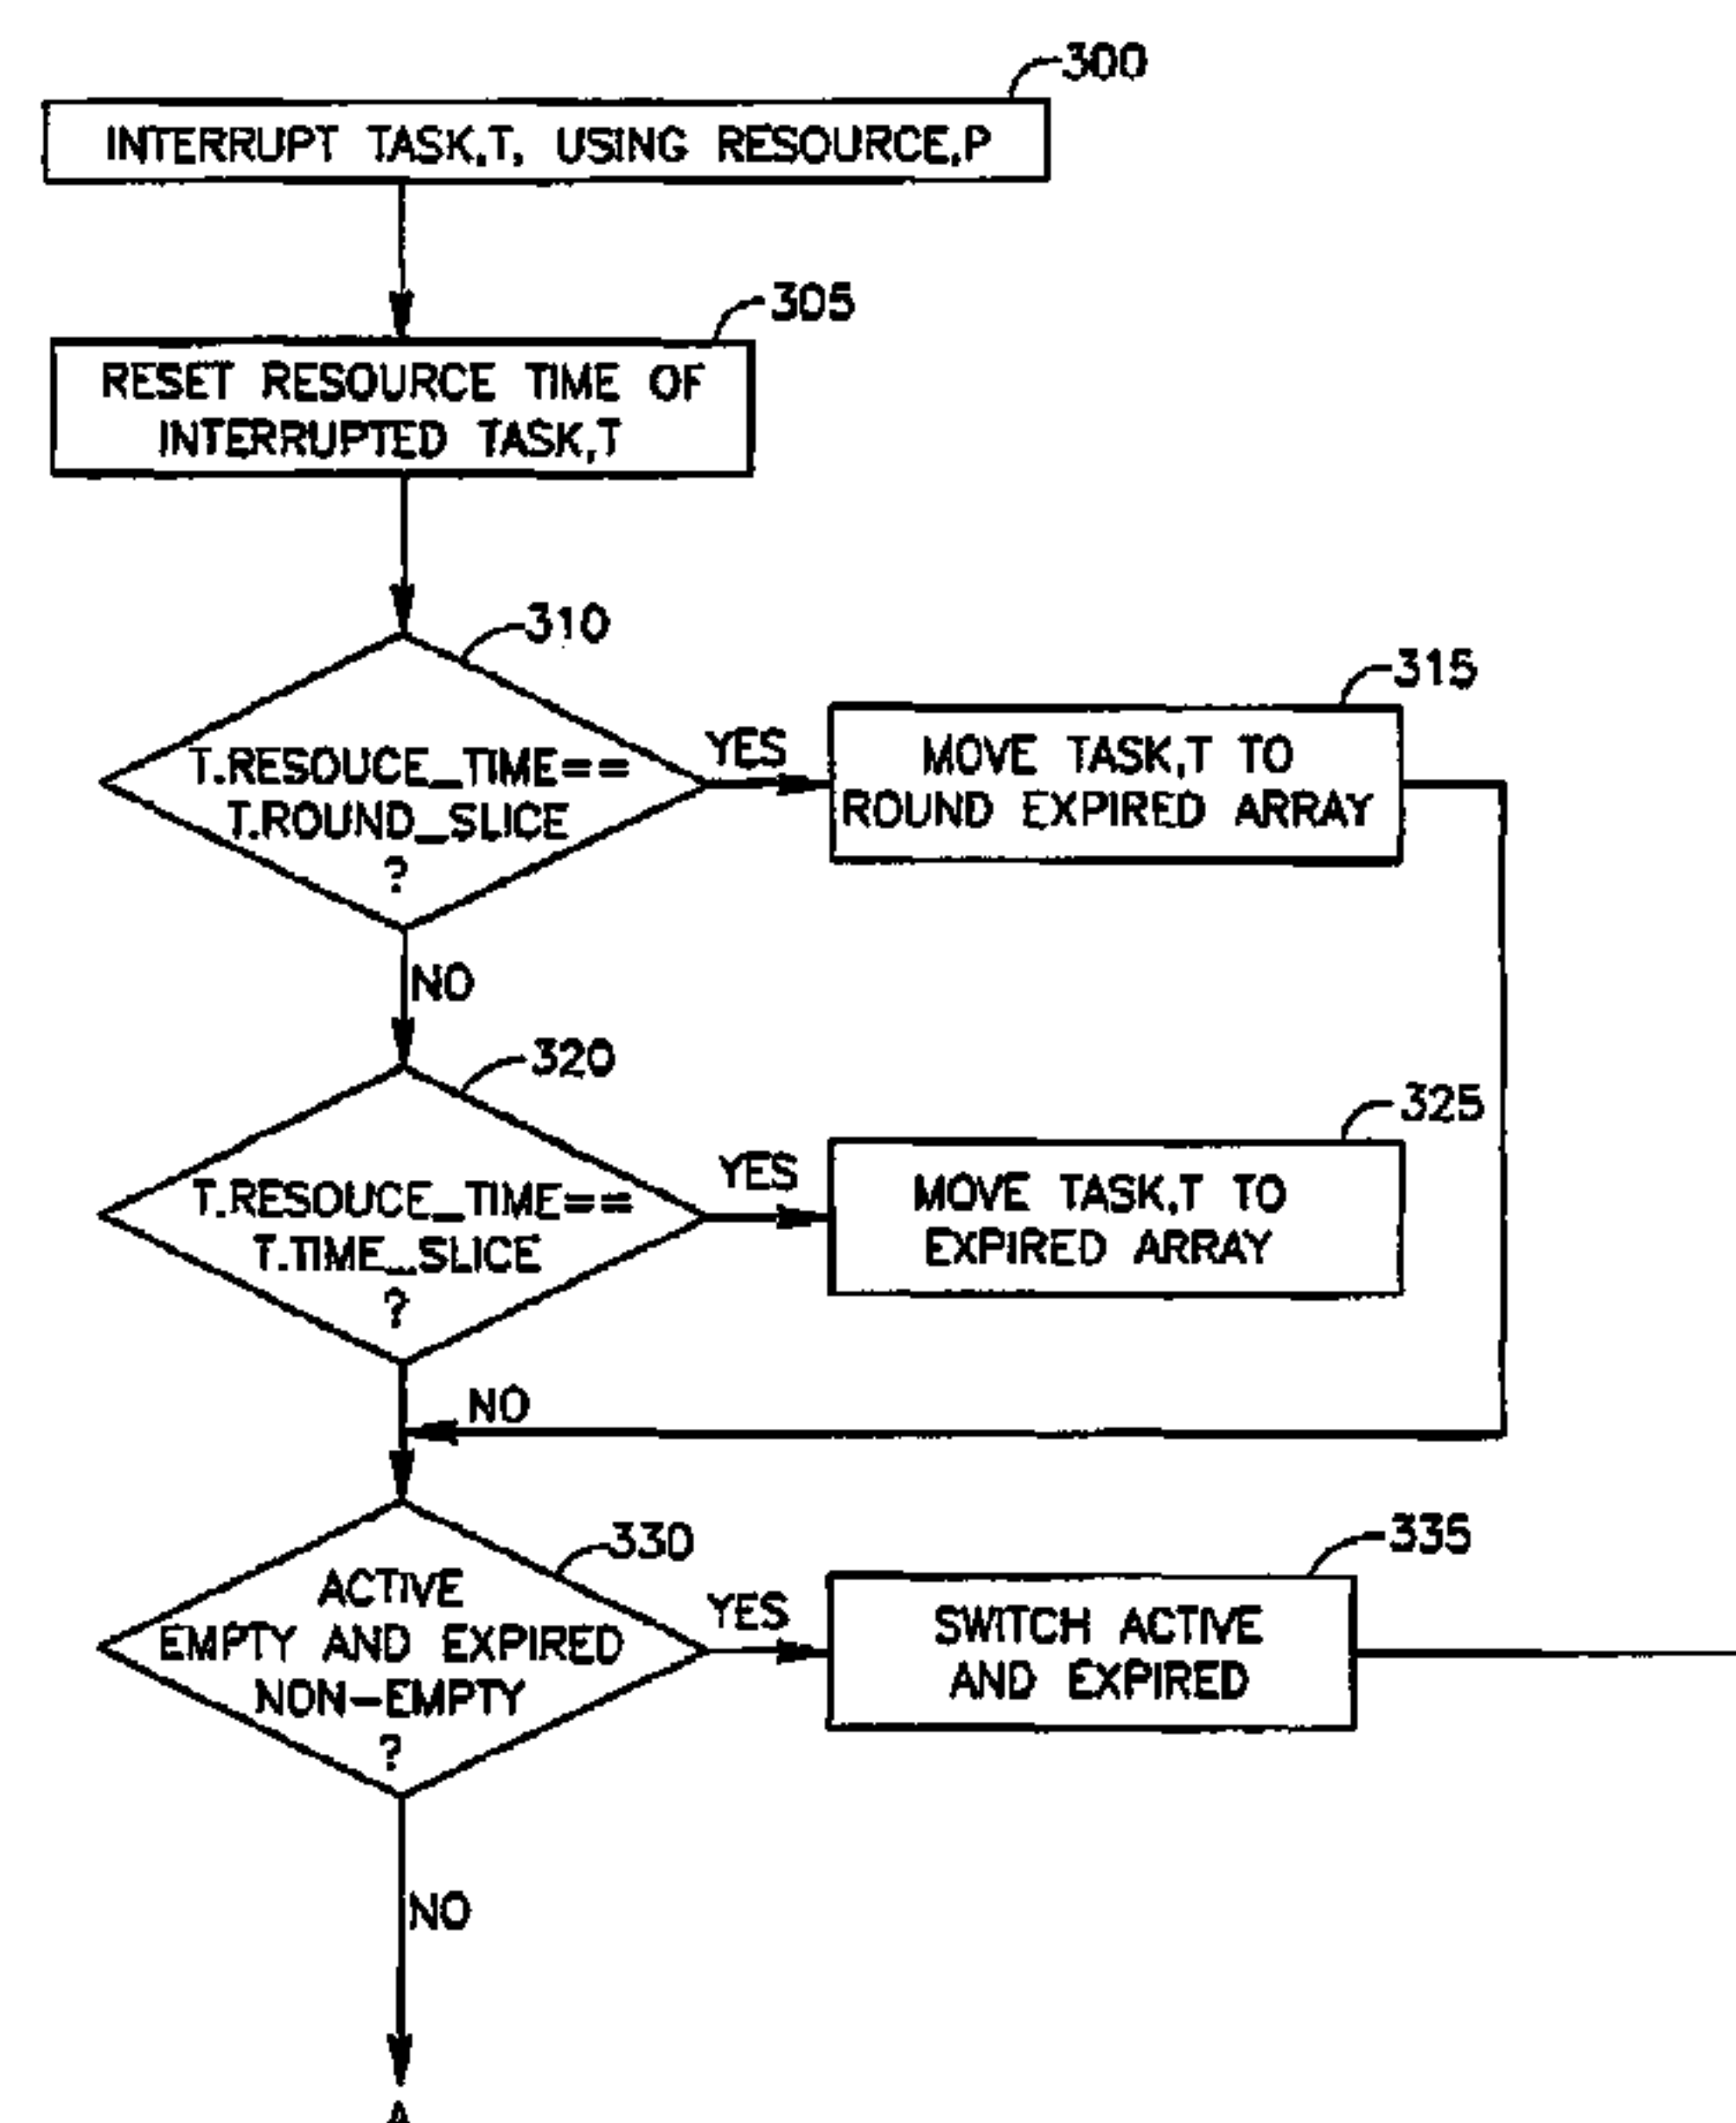 300
INTERRUPT TASK,T, USING RESOURCE,P
305
RESET RESOURCE TIME OF
INTERRUPTED TASK,T
310
T.RESOUCE_TIME==
T.ROUND_SLICE
?
YES
315
MOVE TASK,T TO
ROUND EXPIRED ARRAY
NO
320
T.RESOUCE_TIME==
T.TIME_SLICE
?
YES
325
MOVE TASK,T TO
EXPIRED ARRAY
NO
330
ACTIVE
EMPTY AND EXPIRED
NON-EMPTY
?
YES
335
SWITCH ACTIVE
AND EXPIRED
NO